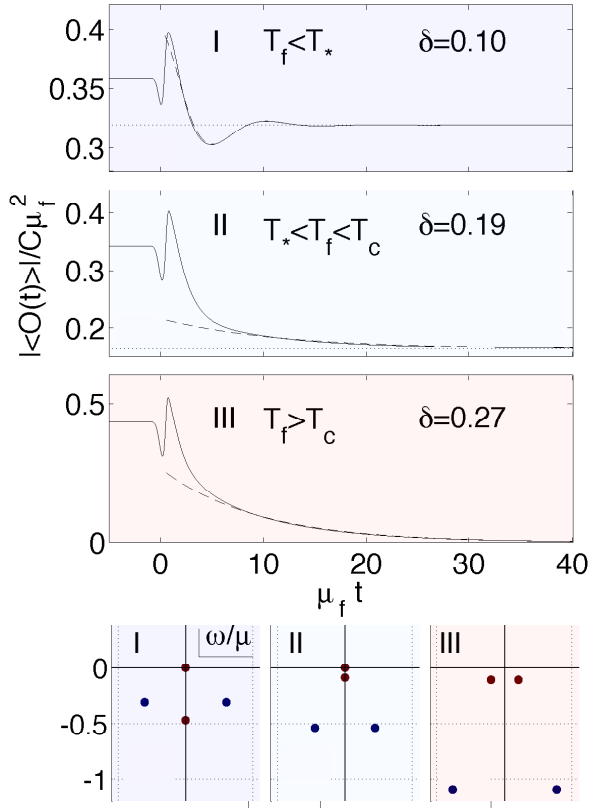 0.4
I T_f<T_* δ=0.10
0.35
0.3
|<O(t)>|/Cμ_f^2
0.4
II T_*<T_f<T_c δ=0.19
0.3
0.2
0.5
III T_f>T_c δ=0.27
0
0 10 20 30 40
μ_f t
I ω/μ II III
0
-0.5
-1